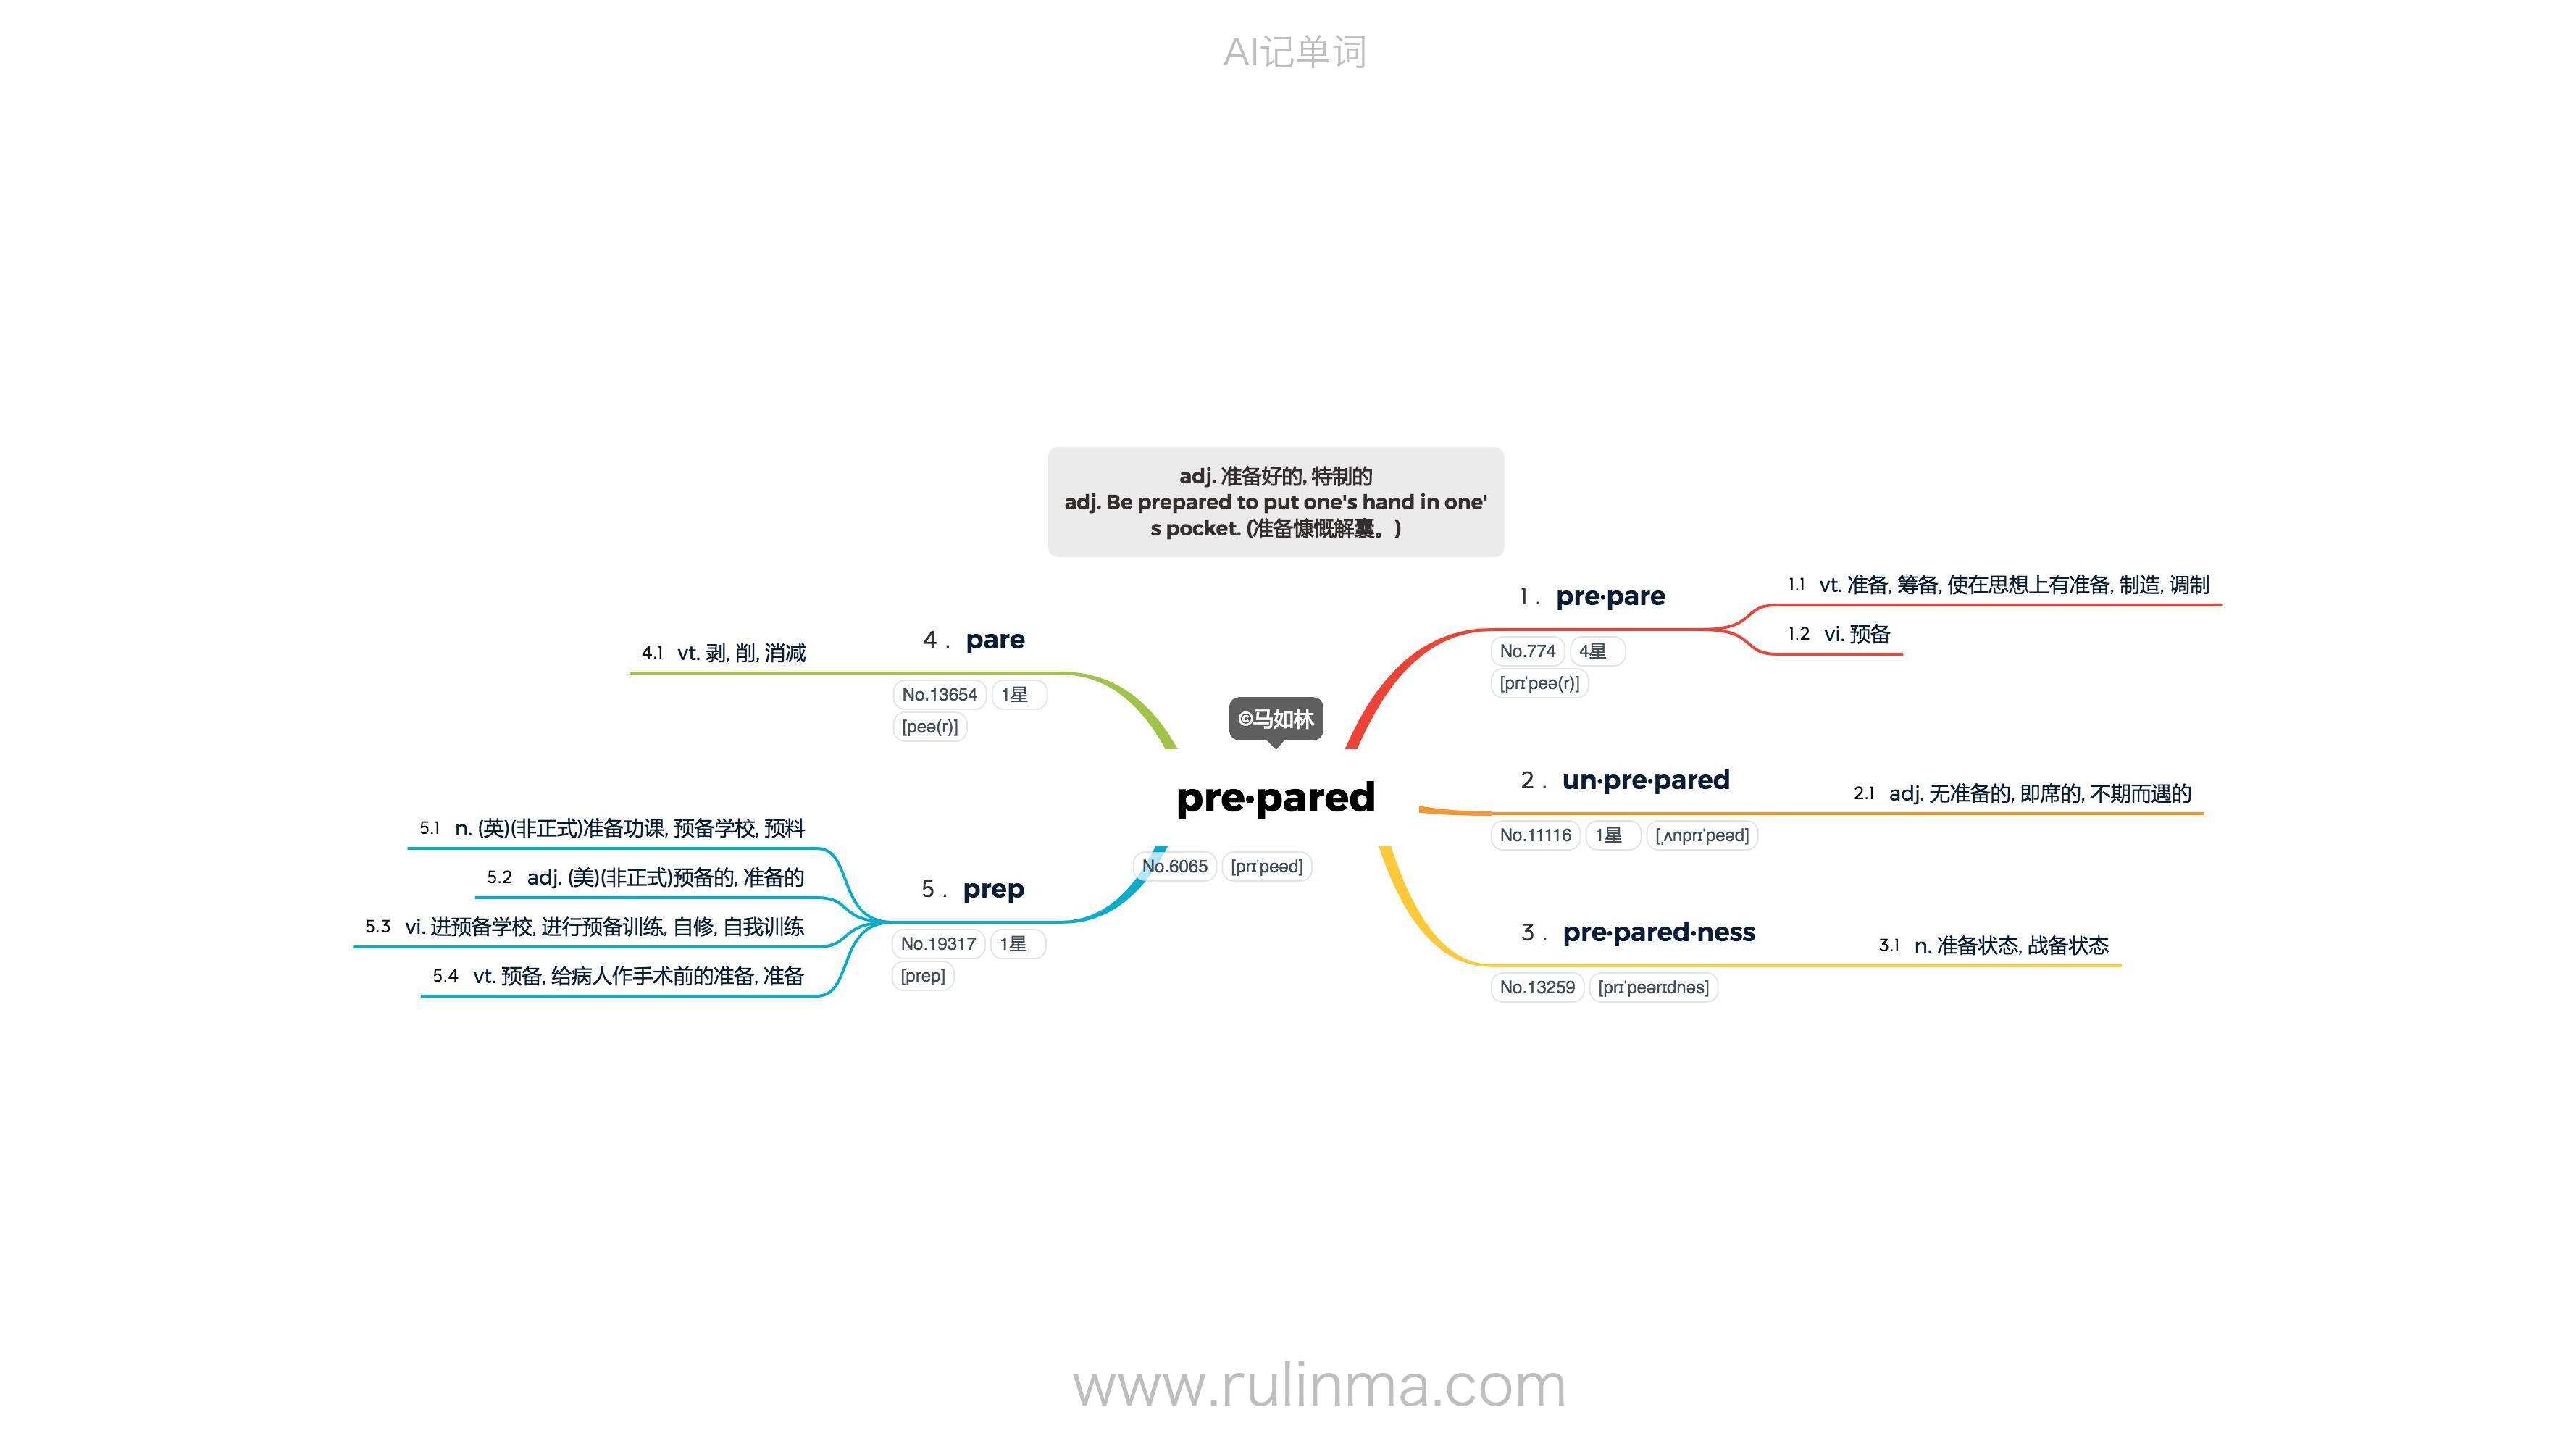 AI记单词
adj. 准备好的, 特制的
adj. Be prepared to put one's hand in one'
s pocket. (准备慷慨解囊。)
©马如林
pre·pared
No.6065 [prɪˈpeəd]
1 . pre·pare
No.774 4星
[prɪˈpeə(r)]
1.1 vt. 准备, 筹备, 使在思想上有准备, 制造, 调制
1.2 vi. 预备
2 . un·pre·pared
No.11116 1星 [ˌʌnprɪˈpeəd]
2.1 adj. 无准备的, 即席的, 不期而遇的
3 . pre·pared·ness
No.13259 [prɪˈpeərɪdnəs]
3.1 n. 准备状态, 战备状态
4 . pare
No.13654 1星
[peə(r)]
4.1 vt. 剥, 削, 消减
5 . prep
No.19317 1星
[prep]
5.1 n. (英)(非正式)准备功课, 预备学校, 预料
5.2 adj. (美)(非正式)预备的, 准备的
5.3 vi. 进预备学校, 进行预备训练, 自修, 自我训练
5.4 vt. 预备, 给病人作手术前的准备, 准备
www.rulinma.com